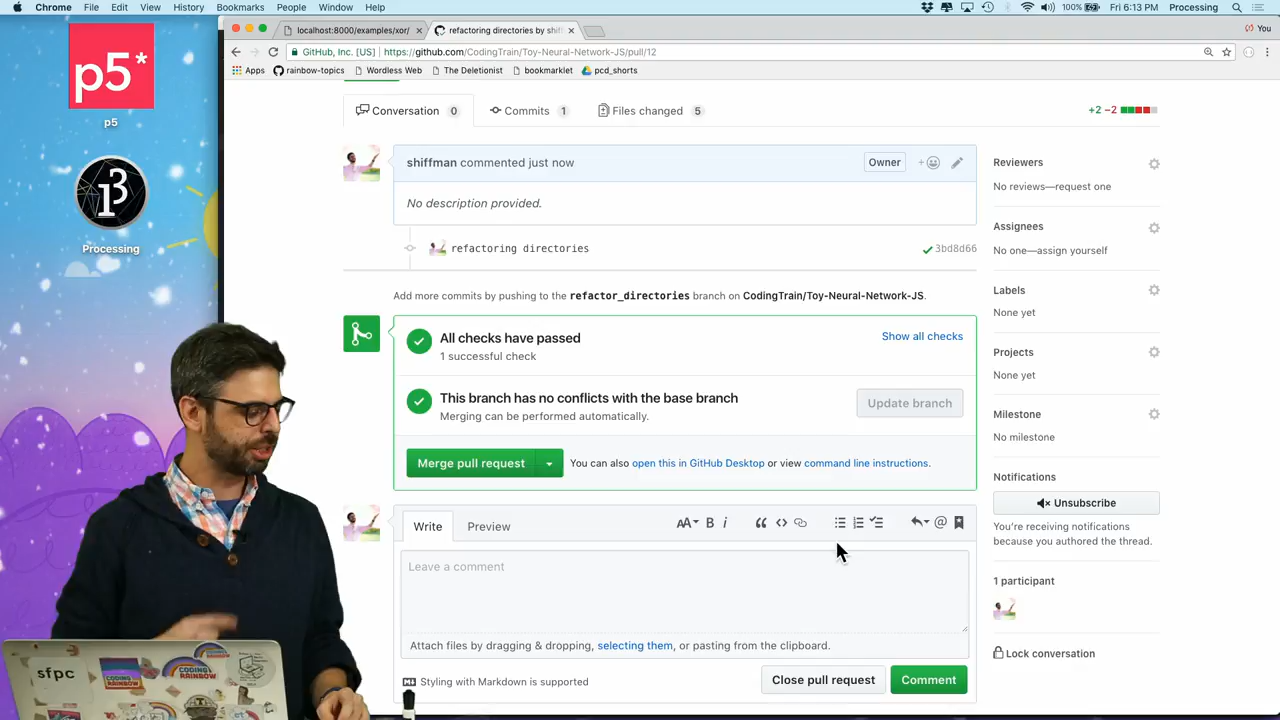 Chrome File Edit View History Bookmarks People Window Help
100% Fri 6:13 PM Processing
localhost:8000/examples/xor/
refactoring directories by shif
You
GitHub, Inc. [US] https://github.com/CodingTrain/Toy-Neural-Network-JS/pull/12
Apps rainbow-topics Wordless Web The Deletionist bookmarklet pcd_shorts
p5*
p5
Processing
Conversation 0 Commits 1 Files changed 5
+2 −2
shiffman commented just now
Owner
No description provided.
refactoring directories
3bd8d66
Add more commits by pushing to the refactor_directories branch on CodingTrain/Toy-Neural-Network-JS.
All checks have passed
1 successful check
Show all checks
This branch has no conflicts with the base branch
Merging can be performed automatically.
Update branch
Merge pull request
You can also open this in GitHub Desktop or view command line instructions.
Write Preview
AA B i
Leave a comment
Attach files by dragging & dropping, selecting them, or pasting from the clipboard.
Styling with Markdown is supported
Close pull request
Comment
Reviewers
No reviews—request one
Assignees
No one—assign yourself
Labels
None yet
Projects
None yet
Milestone
No milestone
Notifications
Unsubscribe
You're receiving notifications
because you authored the thread.
1 participant
Lock conversation
sfpc
CODING
RAINBOW
CODING
RAINBOW